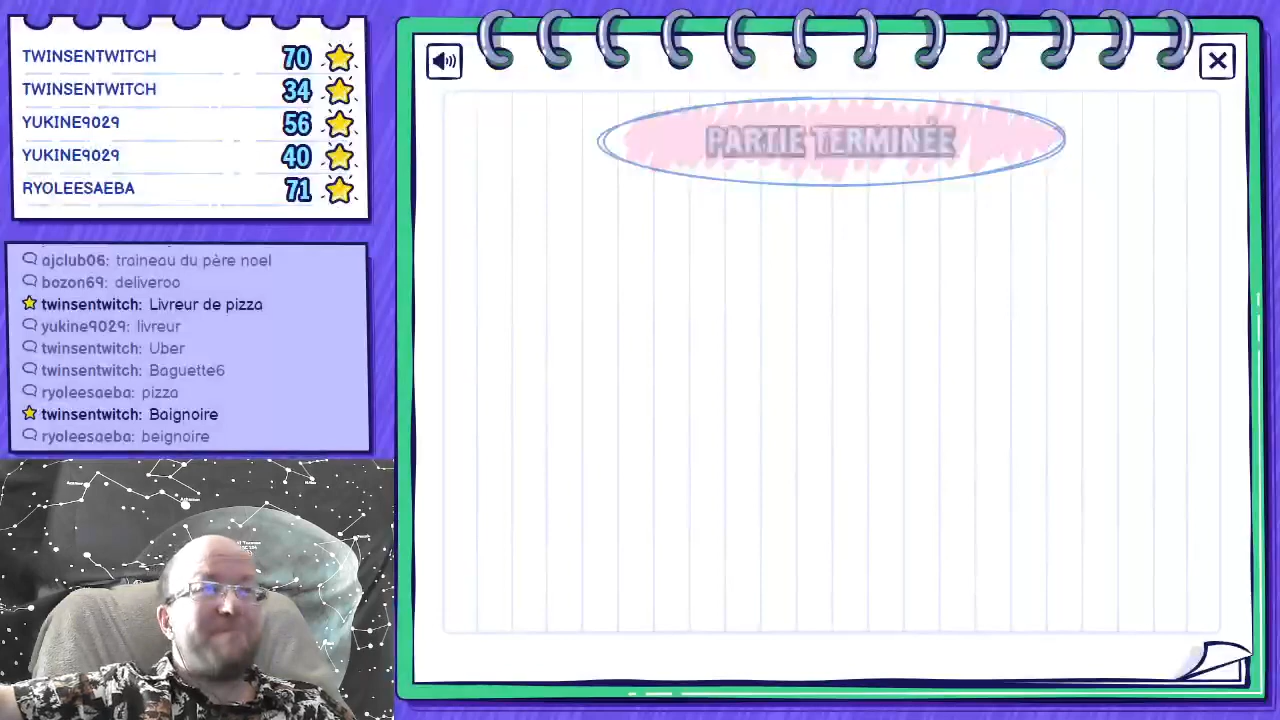 TWINSENTWITCH 70
TWINSENTWITCH 34
YUKINE9029 56
YUKINE9029 40
RYOLEESAEBA 71
PARTIE TERMINÉE
ajclub06: traineau du père noel
bozon69: deliveroo
twinsentwitch: Livreur de pizza
yukine9029: livreur
twinsentwitch: Uber
twinsentwitch: Baguette6
ryoleesaeba: pizza
twinsentwitch: Baignoire
ryoleesaeba: beignoire